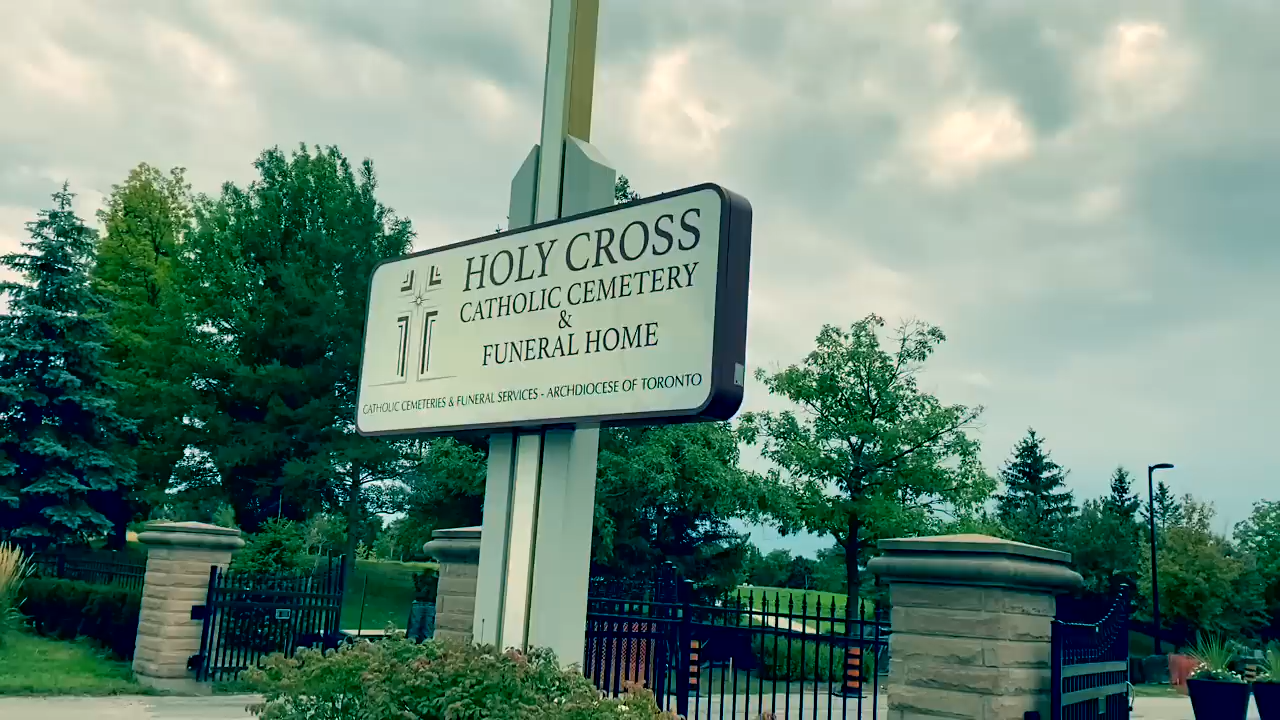 HOLY CROSS
CATHOLIC CEMETERY
&
FUNERAL HOME
CATHOLIC CEMETERIES & FUNERAL SERVICES - ARCHDIOCESE OF TORONTO